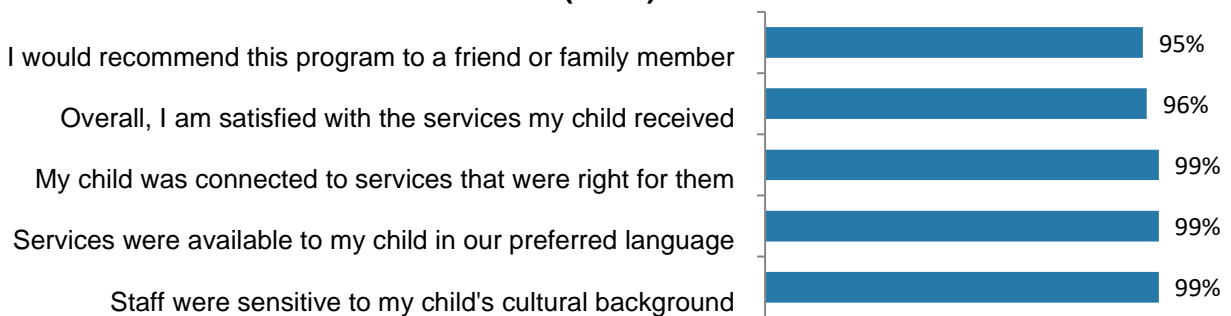 I would recommend this program to a friend or family member 95%
Overall, I am satisfied with the services my child received 96%
My child was connected to services that were right for them 99%
Services were available to my child in our preferred language 99%
Staff were sensitive to my child's cultural background 99%